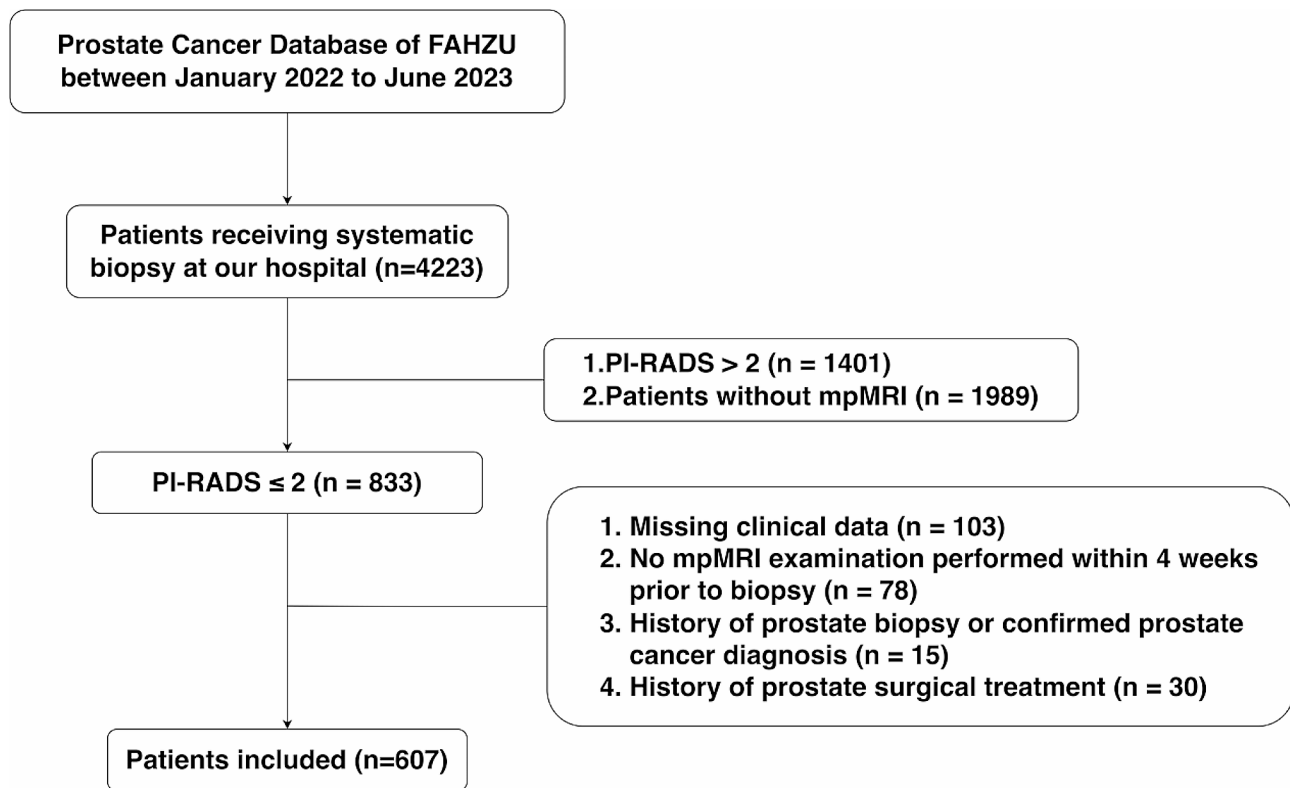 Prostate Cancer Database of FAHZU
between January 2022 to June 2023
Patients receiving systematic
biopsy at our hospital (n=4223)
1.PI-RADS > 2 (n = 1401)
2.Patients without mpMRI (n = 1989)
PI-RADS ≤ 2 (n = 833)
1. Missing clinical data (n = 103)
2. No mpMRI examination performed within 4 weeks
prior to biopsy (n = 78)
3. History of prostate biopsy or confirmed prostate
cancer diagnosis (n = 15)
4. History of prostate surgical treatment (n = 30)
Patients included (n=607)